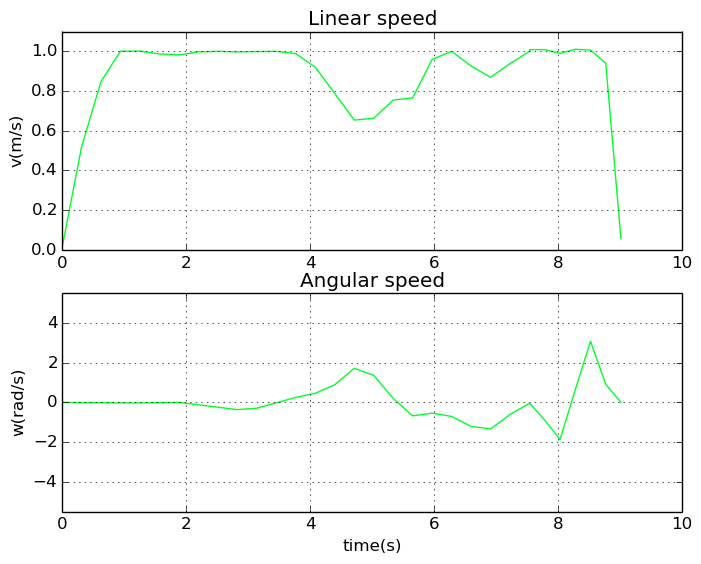 Linear speed
1.0
0.8
0.6
0.4
0.2
0.0
v(m/s)
0 2 4 6 8 10
Angular speed
4
2
0
−2
−4
w(rad/s)
0 2 4 6 8 10
time(s)